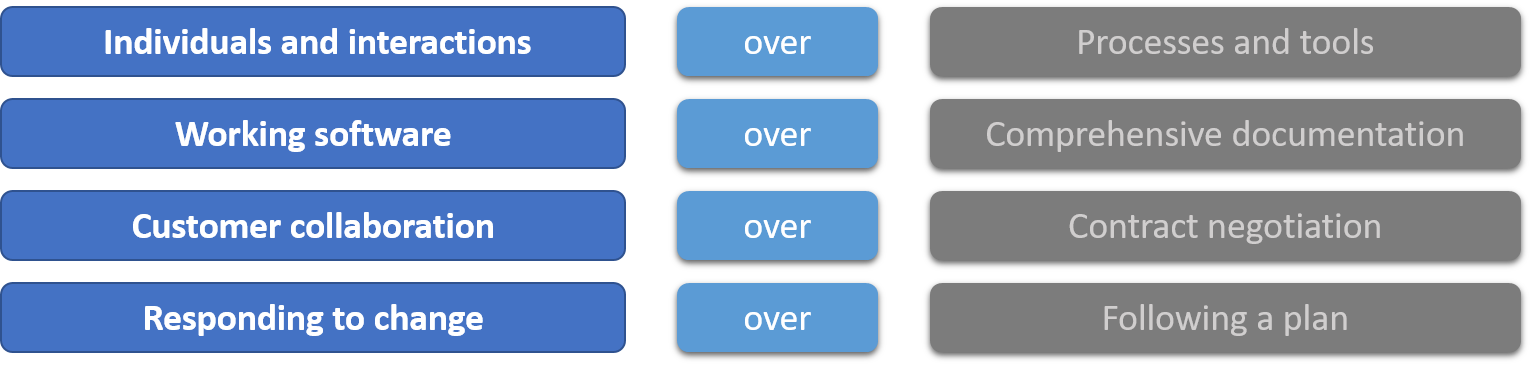 Individuals and interactions over Processes and tools
Working software over Comprehensive documentation
Customer collaboration over Contract negotiation
Responding to change over Following a plan